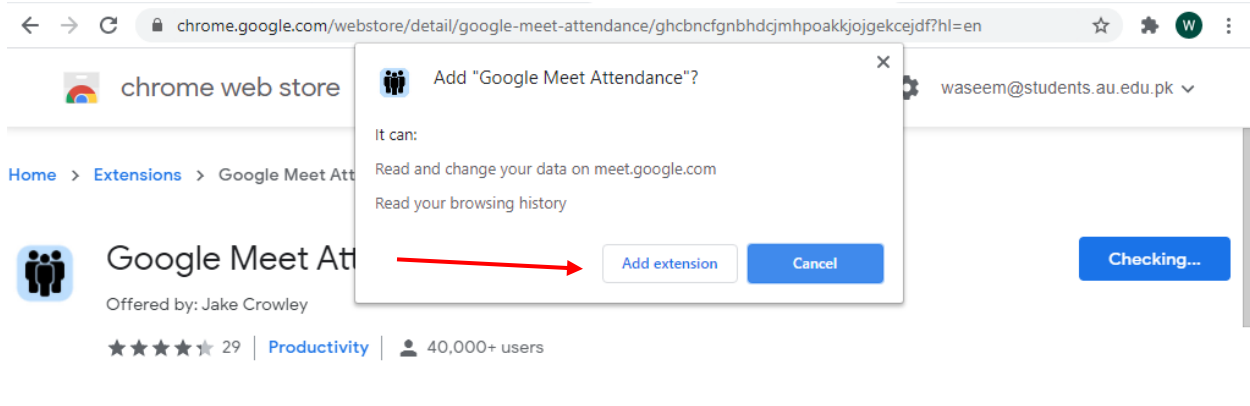 chrome.google.com/webstore/detail/google-meet-attendance/ghcbncfgnbhdcjmhpoakkjojgekcejdf?hl=en
W
chrome web store
Add "Google Meet Attendance"?
waseem@students.au.edu.pk
It can:
Read and change your data on meet.google.com
Read your browsing history
Home > Extensions > Google Meet Att
Add extension
Cancel
Google Meet Att
Checking...
Offered by: Jake Crowley
29 | Productivity | 40,000+ users